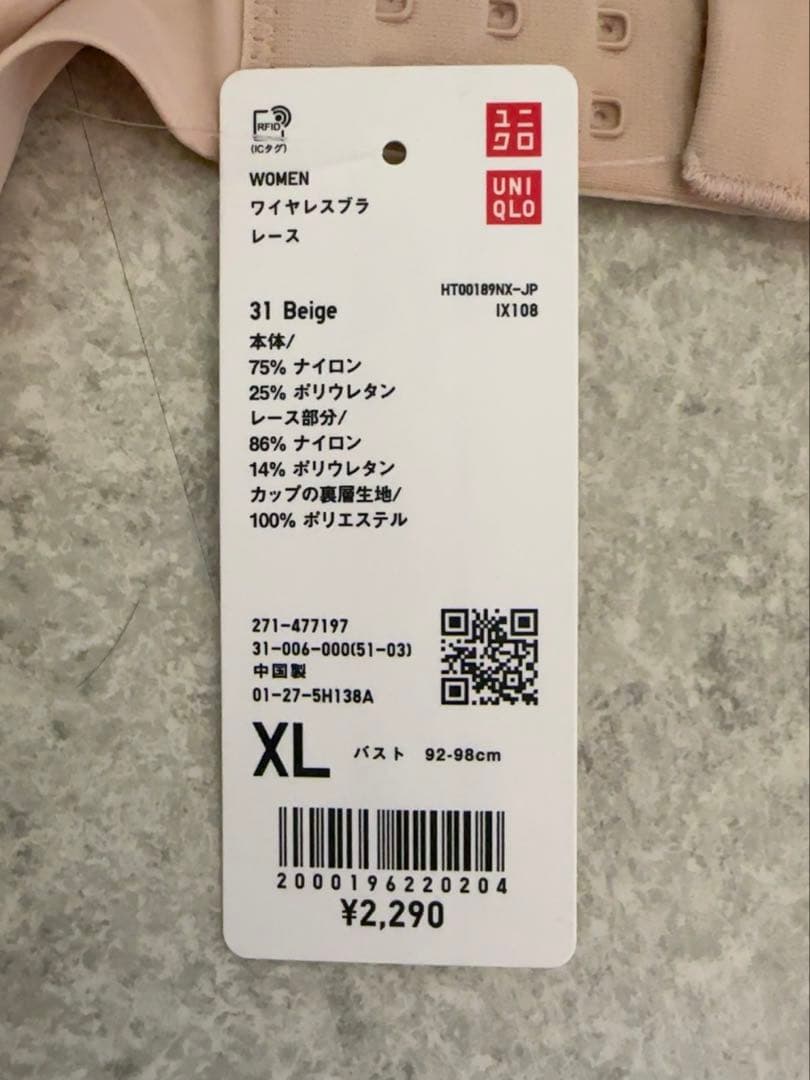 RFID
(ICタグ)
ユニ
クロ
UNI
QLO
WOMEN
ワイヤレスブラ
レース
HT00189NX-JP
IX108
31 Beige
本体/
75% ナイロン
25% ポリウレタン
レース部分/
86% ナイロン
14% ポリウレタン
カップの裏層生地/
100% ポリエステル
271-477197
31-006-000(51-03)
中国製
01-27-5H138A
XL バスト 92-98cm
2000196220204
¥2,290